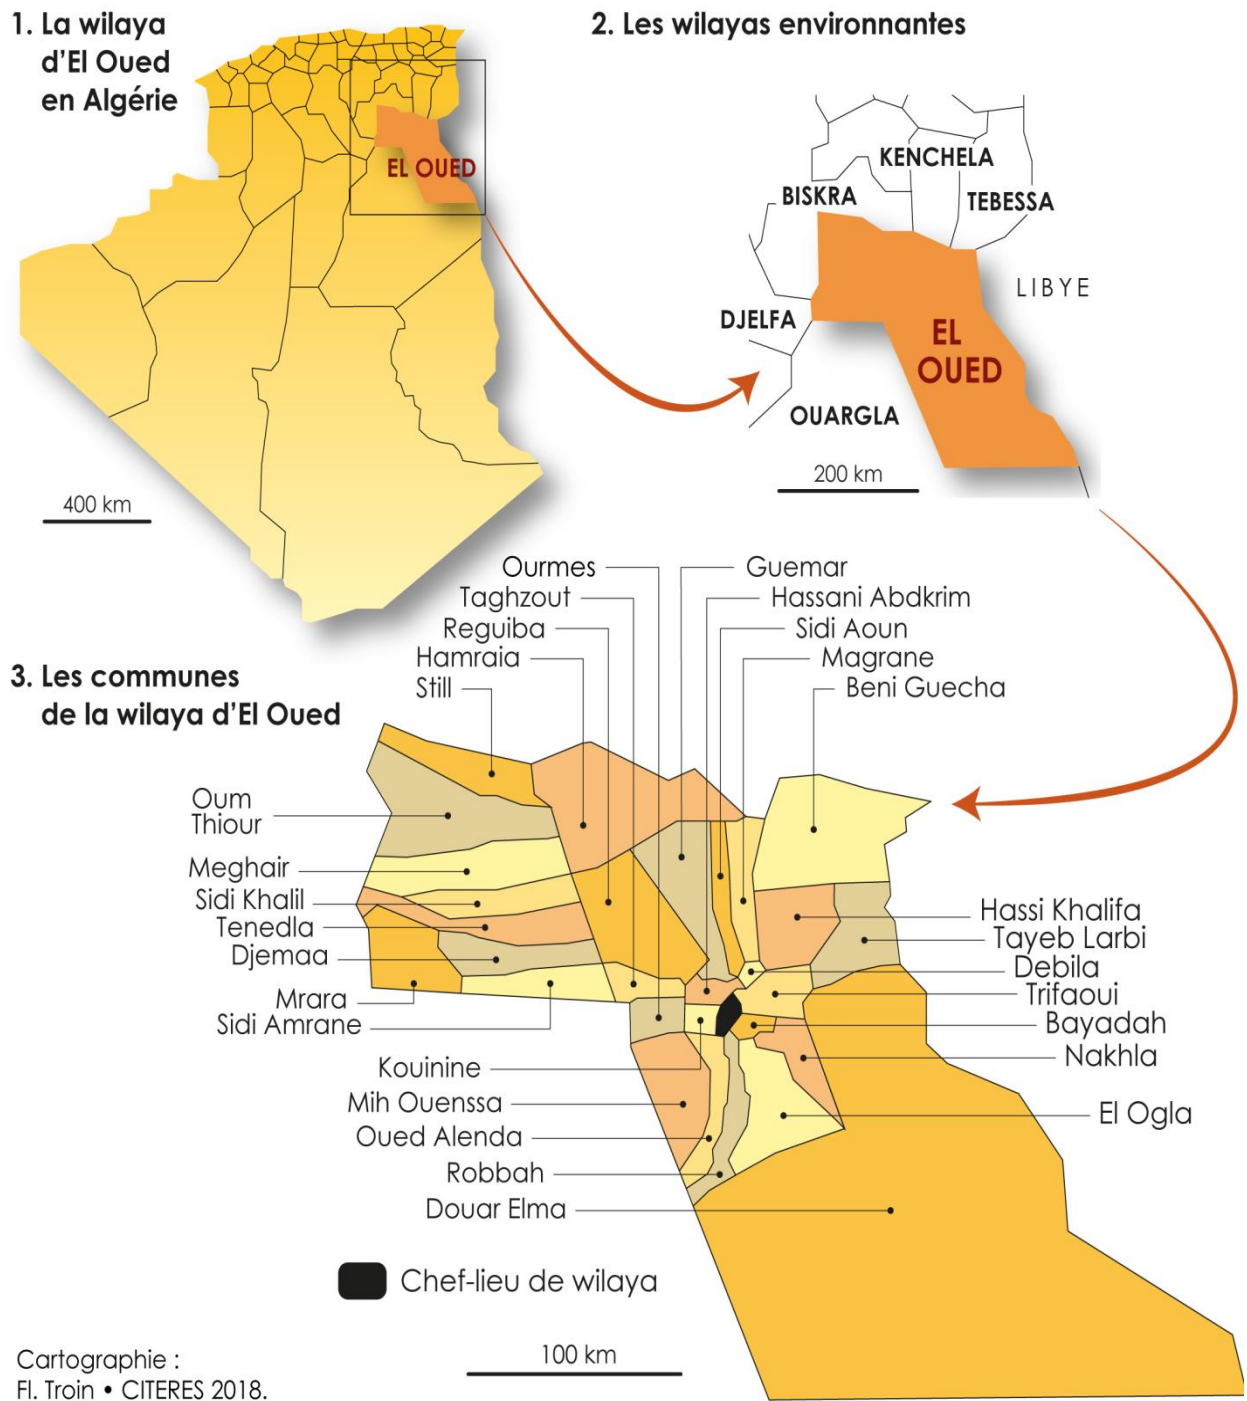 1. La wilaya
d'El Oued
en Algérie
EL OUED
400 km
2. Les wilayas environnantes
KENCHELA
BISKRA
TEBESSA
LIBYE
DJELFA
EL
OUED
OUARGLA
200 km
3. Les communes
de la wilaya d'El Oued
Ourmes
Taghzout
Reguiba
Hamraia
Still
Guemar
Hassani Abdkrim
Sidi Aoun
Magrane
Beni Guecha
Oum
Thiour
Meghair
Sidi Khalil
Tenedla
Djemaa
Mrara
Sidi Amrane
Hassi Khalifa
Tayeb Larbi
Debila
Trifaoui
Bayadah
Nakhla
El Ogla
Kouinine
Mih Ouenssa
Oued Alenda
Robbah
Douar Elma
Chef-lieu de wilaya
100 km
Cartographie :
Fl. Troin • CITERES 2018.